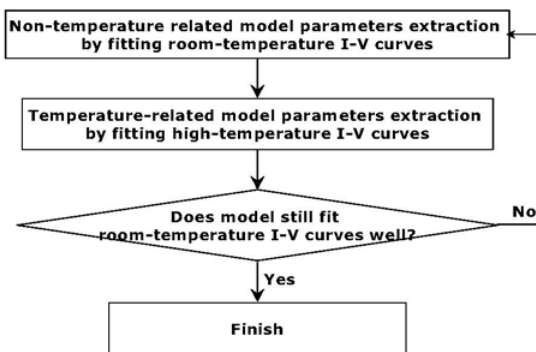 Non-temperature related model parameters extraction
by fitting room-temperature I-V curves
Temperature-related model parameters extraction
by fitting high-temperature I-V curves
Does model still fit
room-temperature I-V curves well?
No
Yes
Finish